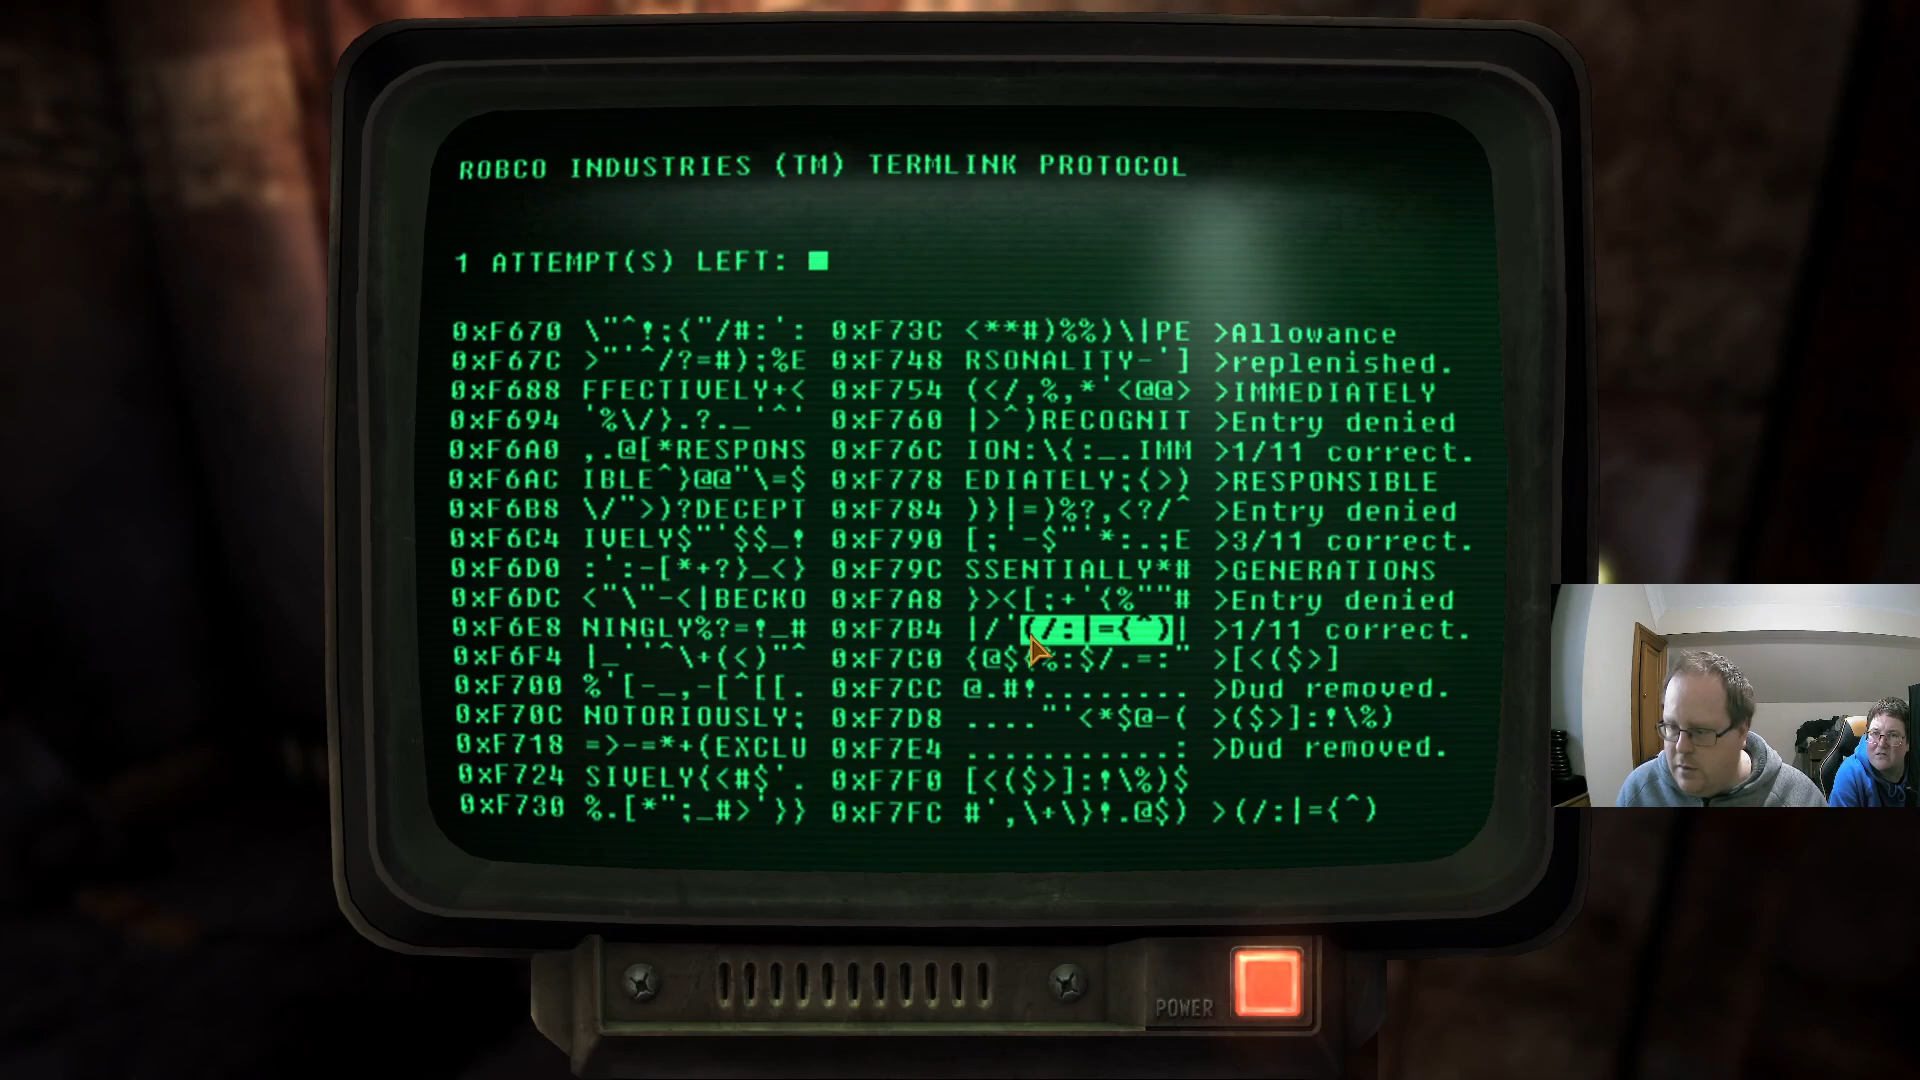 ROBCO INDUSTRIES (TM) TERMLINK PROTOCOL
1 ATTEMPT(S) LEFT:
0xF670 \"^!;{"/#:': 0xF73C <**#)%%)\|PE >Allowance
0xF67C >"'^/?=#);%E 0xF748 RSONALITY-'] >replenished.
0xF688 FFECTIVELY+< 0xF754 (</,%,*'<@@> >IMMEDIATELY
0xF694 '%\/}.?._'^' 0xF760 |>^)RECOGNIT >Entry denied
0xF6A0 ,.@[*RESPONS 0xF76C ION:\{:_.IMM >1/11 correct.
0xF6AC IBLE^}@@"\=$ 0xF778 EDIATELY;{>) >RESPONSIBLE
0xF6B8 \/">)?DECEPT 0xF784 )}|=)%?,<?/^ >Entry denied
0xF6C4 IVELY$"'$$_! 0xF790 [;'-$"'*:.;E >3/11 correct.
0xF6D0 :':-[*+?}_<} 0xF79C SSENTIALLY*# >GENERATIONS
0xF6DC <"\"-<|BECKO 0xF7A8 }><[;+'{%""# >Entry denied
0xF6E8 NINGLY%?=!_# 0xF7B4 |/'(/:|={^)| >1/11 correct.
0xF6F4 |_''^\+(<)"^ 0xF7C0 {@${%:$/.=:" >[<($>]
0xF700 %'[-_,-[^[[. 0xF7CC @.#!........ >Dud removed.
0xF70C NOTORIOUSLY; 0xF7D8 ...."'<*$@-( >($>]:!\%)
0xF718 =>-=*+(EXCLU 0xF7E4 ...........: >Dud removed.
0xF724 SIVELY{<#$'. 0xF7F0 [<($>]:!\%)$
0xF730 %.[*";_#>'}} 0xF7FC #',\+\}!.@$) >(/:|={^)
POWER